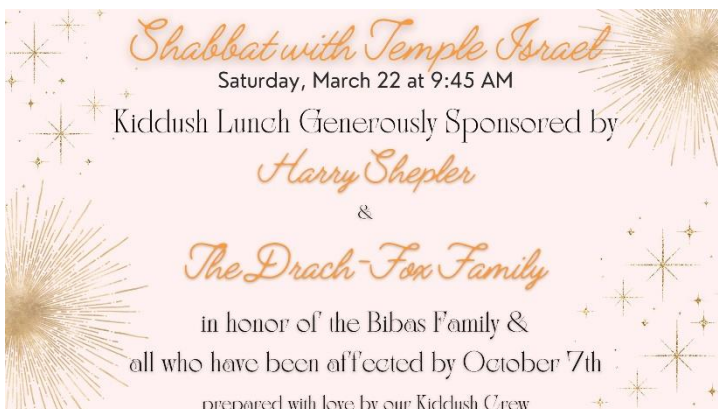 Shabbat with Temple Israel
Saturday, March 22 at 9:45 AM
Kiddush Lunch Generously Sponsored by
Harry Shepler
&
The Drach-Fox Family
in honor of the Bibas Family &
all who have been affected by October 7th
prepared with love by our Kiddush Crew